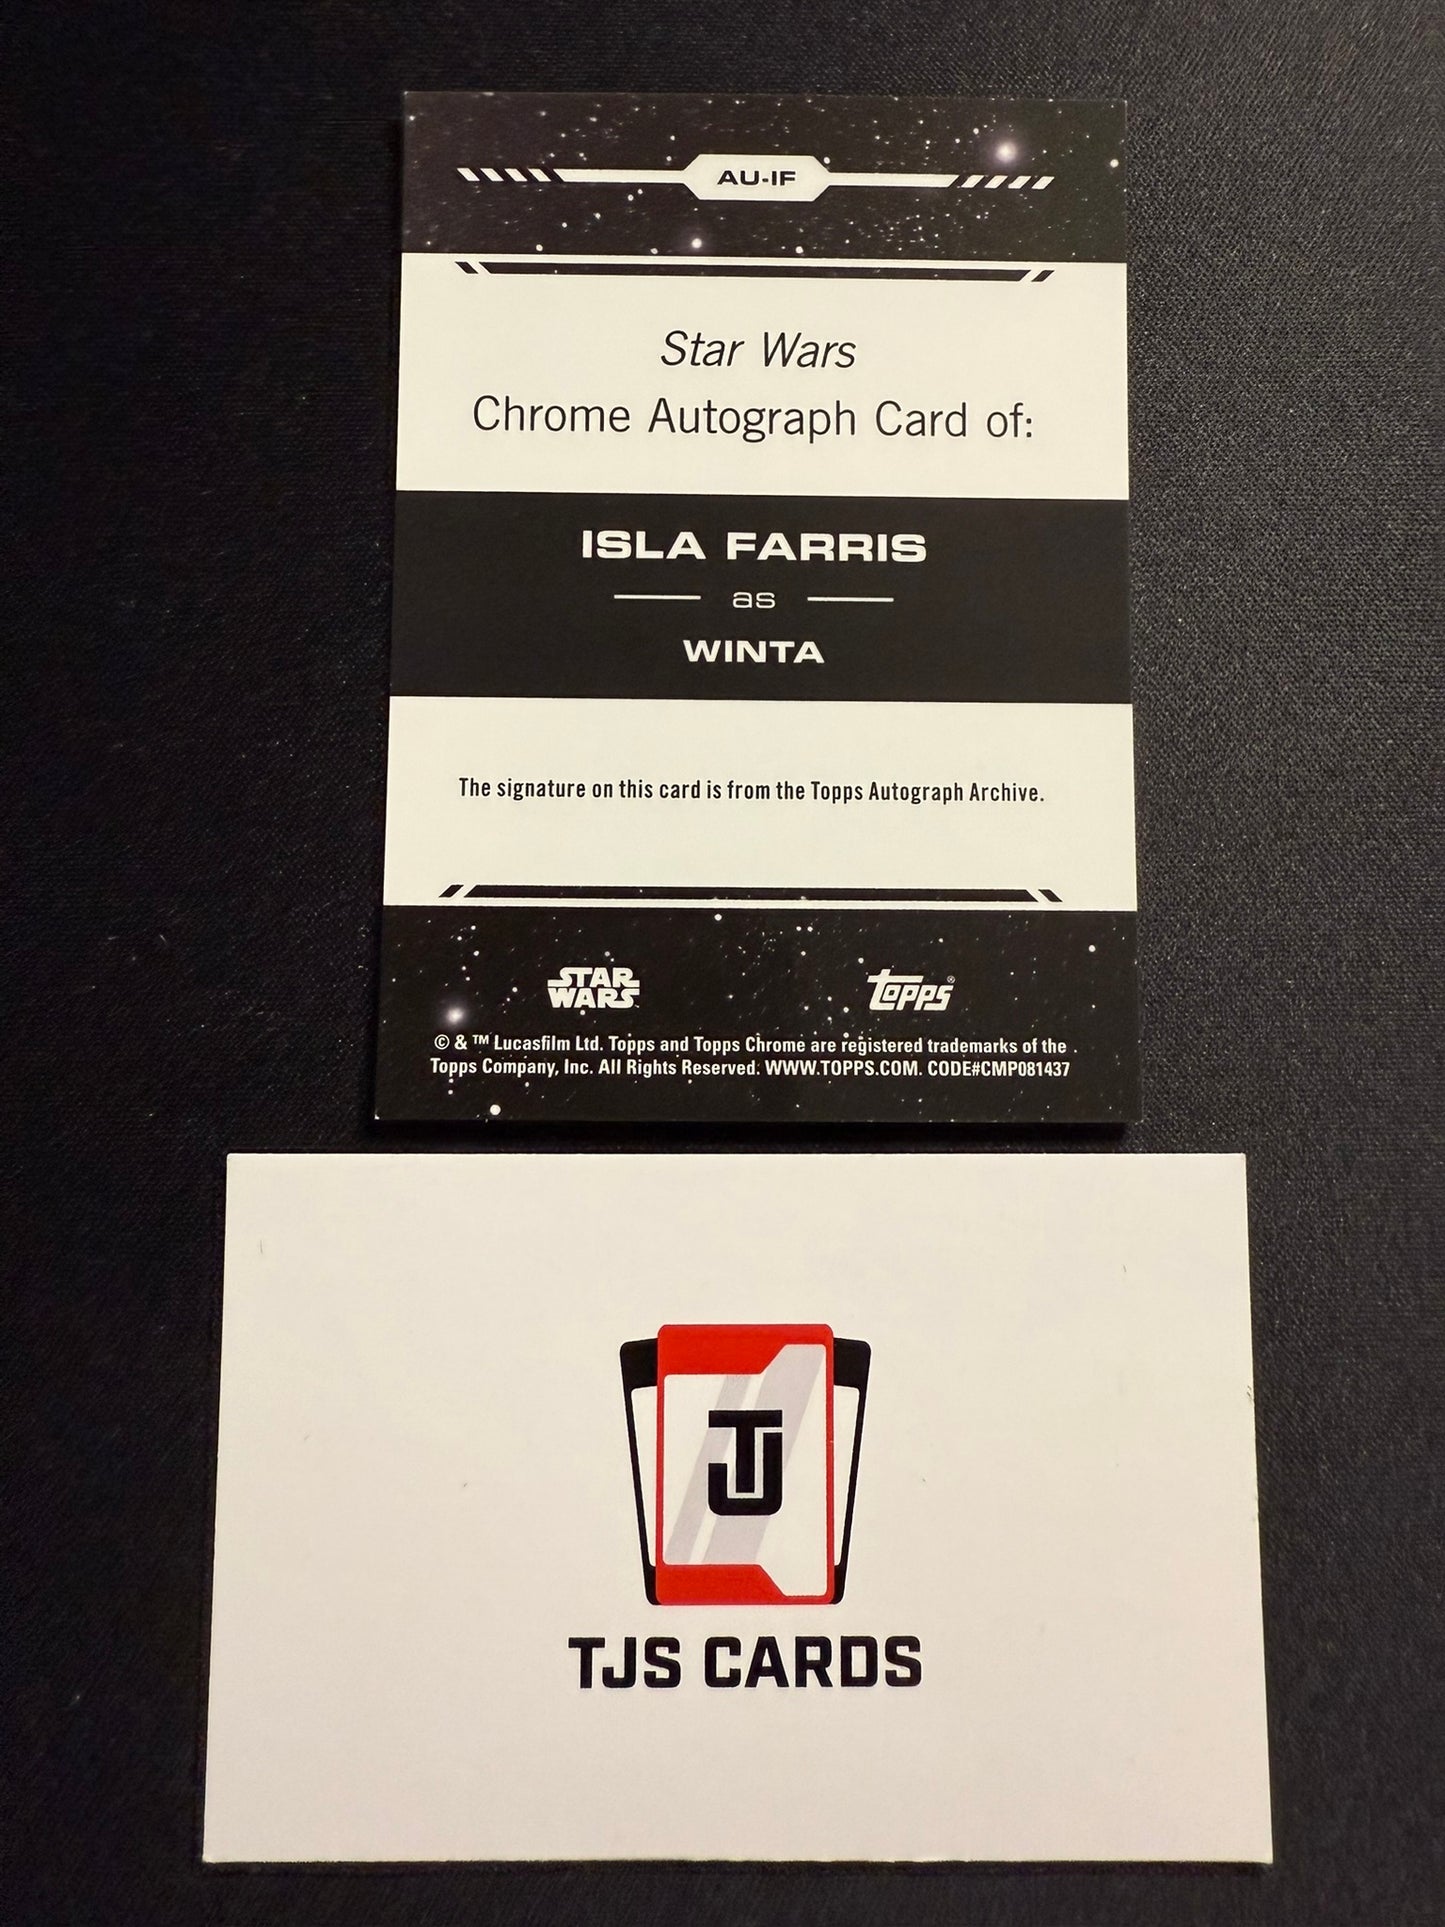 AU-IF
Star Wars
Chrome Autograph Card of:
ISLA FARRIS
as
WINTA
The signature on this card is from the Topps Autograph Archive.
STAR WARS
topps®
© & ™ Lucasfilm Ltd. Topps and Topps Chrome are registered trademarks of the
Topps Company, Inc. All Rights Reserved. WWW.TOPPS.COM. CODE#CMP081437
TJ
TJS CARDS